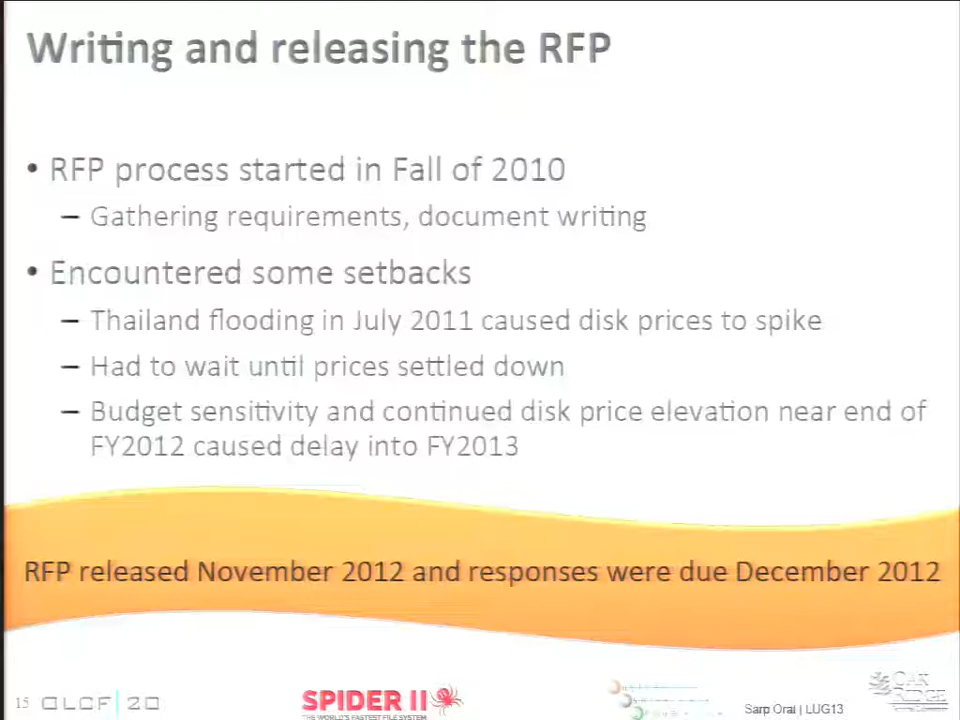 Writing and releasing the RFP
• RFP process started in Fall of 2010
– Gathering requirements, document writing
• Encountered some setbacks
– Thailand flooding in July 2011 caused disk prices to spike
– Had to wait until prices settled down
– Budget sensitivity and continued disk price elevation near end of
FY2012 caused delay into FY2013
RFP released November 2012 and responses were due December 2012
15 OLCF | 20
SPIDER II
THE WORLD'S FASTEST FILE SYSTEM
Sarp Oral | LUG13
OAK
RIDGE